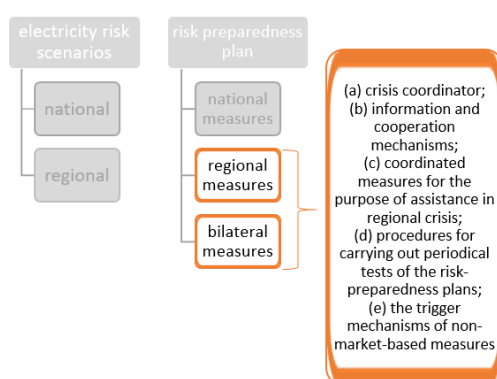 electricity risk
scenarios
national
regional
risk preparedness
plan
national
measures
regional
measures
bilateral
measures
(a) crisis coordinator;
(b) information and
cooperation
mechanisms;
(c) coordinated
measures for the
purpose of assistance in
regional crisis;
(d) procedures for
carrying out periodical
tests of the risk-
preparedness plans;
(e) the trigger
mechanisms of non-
market-based measures